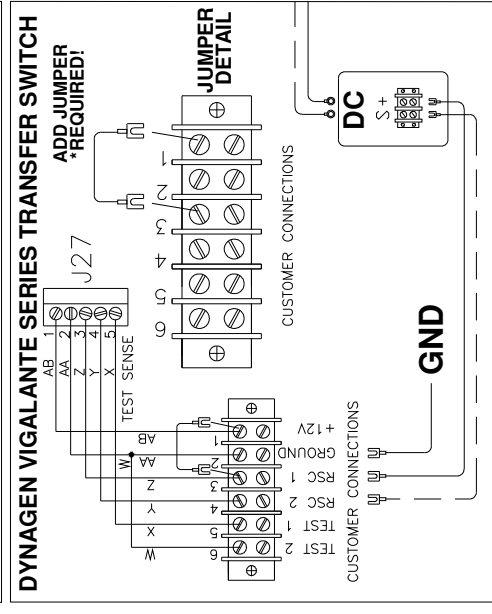 DYNAGEN VIGALANTE SERIES TRANSFER SWITCH
ADD JUMPER
*REQUIRED!
JUMPER
DETAIL
1
2
3
4
5
6
CUSTOMER CONNECTIONS
J27
1
2
3
4
5
AB
AA
Z
Y
X
TEST SENSE
AB
AA
W
Z
Y
X
W
1
2
3
4
5
6
+12V
GROUND
RSC 1
RSC 2
TEST 1
TEST 2
CUSTOMER CONNECTIONS
GND
DC
S +